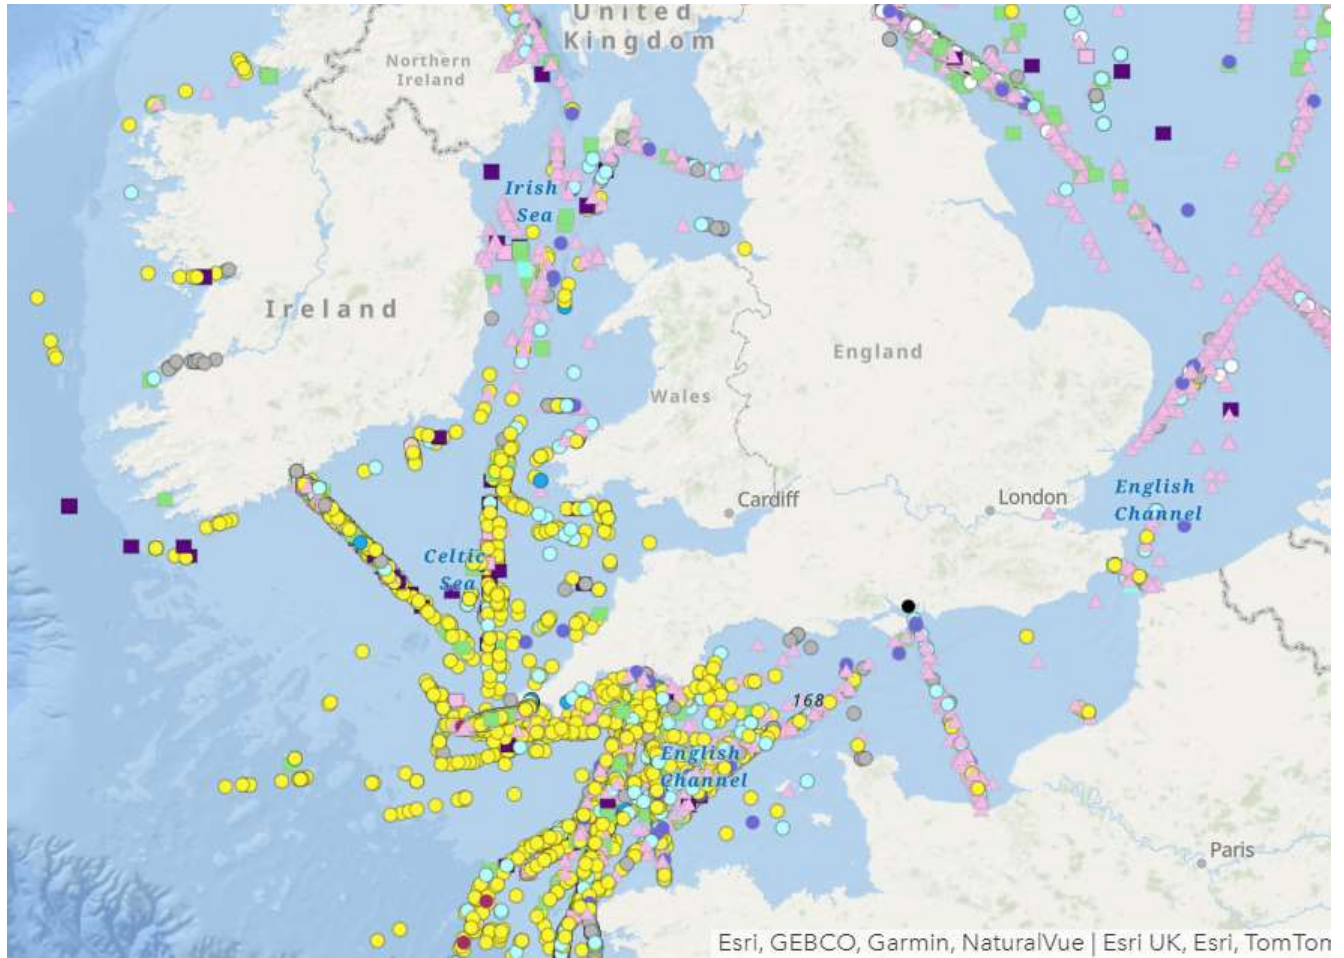 United
Kingdom
Northern
Ireland
Irish
Sea
Ireland
England
Wales
Cardiff
London
English
Channel
Celtic
Sea
168
English
Channel
Paris
Esri, GEBCO, Garmin, NaturalVue | Esri UK, Esri, TomTom